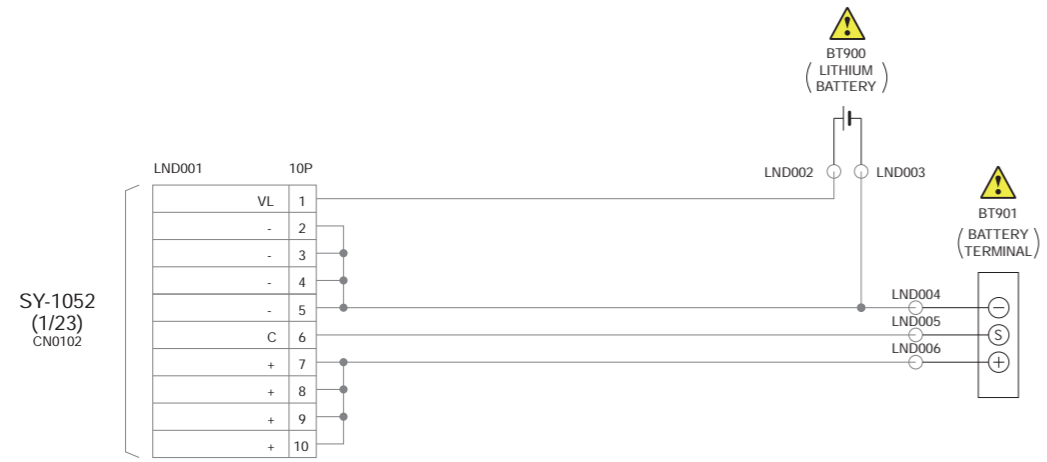 BT900
( LITHIUM
BATTERY )
LND002
LND003
BT901
( BATTERY
TERMINAL )
LND001 10P
VL 1
- 2
- 3
- 4
- 5
C 6
+ 7
+ 8
+ 9
+ 10
SY-1052
(1/23)
CN0102
LND004
−
LND005
S
LND006
+